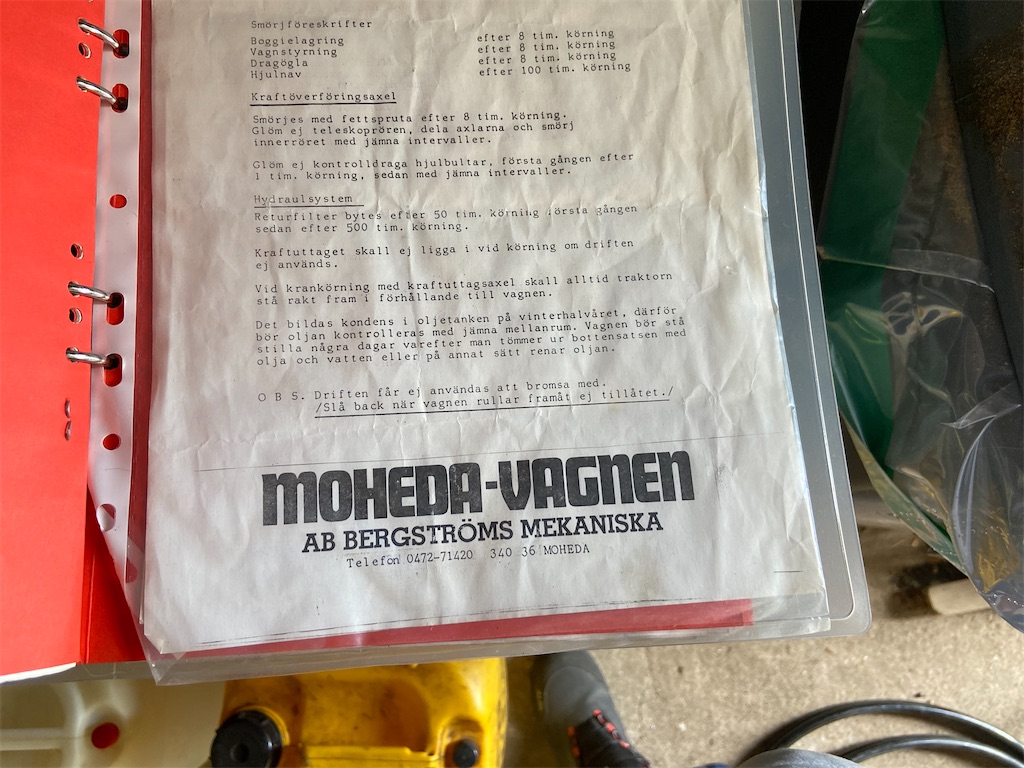 Smörjföreskrifter
Boggielagring efter 8 tim. körning
Vagnstyrning efter 8 tim. körning
Dragögla efter 8 tim. körning
Hjulnav efter 100 tim. körning
Kraftöverföringsaxel
Smörjes med fettspruta efter 8 tim. körning.
Glöm ej teleskoprören, dela axlarna och smörj
innerröret med jämna intervaller.
Glöm ej kontrolldraga hjulbultar, första gången efter
1 tim. körning, sedan med jämna intervaller.
Hydraulsystem
Returfilter bytes efter 50 tim. körning första gången
sedan efter 500 tim. körning.
Kraftuttaget skall ej ligga i vid körning om driften
ej används.
Vid krankörning med kraftuttagsaxel skall alltid traktorn
stå rakt fram i förhållande till vagnen.
Det bildas kondens i oljetanken på vinterhalvåret, därför
bör oljan kontrolleras med jämna mellanrum. Vagnen bör stå
stilla några dagar varefter man tömmer ur bottensatsen med
olja och vatten eller på annat sätt renar oljan.
O B S. Driften får ej användas att bromsa med.
/Slå back när vagnen rullar framåt ej tillåtet./
MOHEDA-VAGNEN
AB BERGSTRÖMS MEKANISKA
Telefon 0472-71420 340 36 MOHEDA